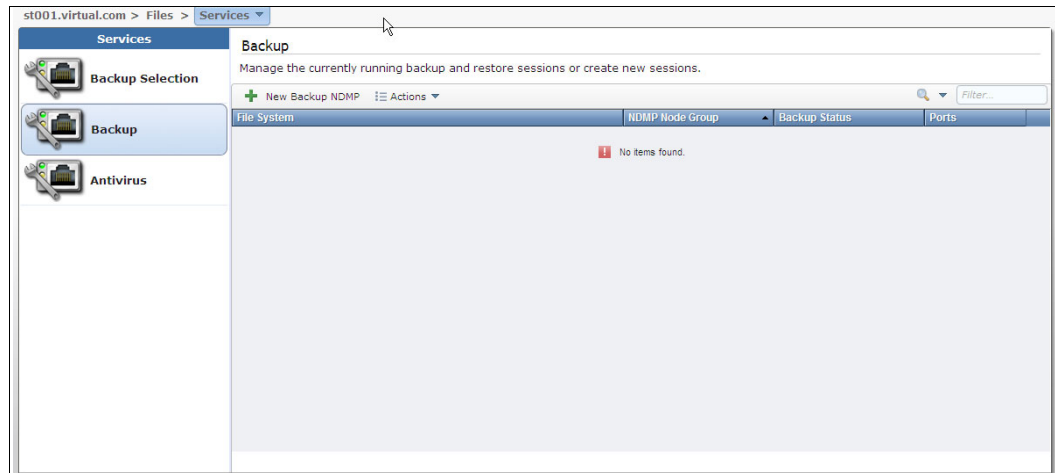 st001.virtual.com > Files > Services
Services
Backup Selection
Backup
Antivirus
Backup
Manage the currently running backup and restore sessions or create new sessions.
New Backup NDMP Actions Filter...
File System NDMP Node Group Backup Status Ports
No items found.